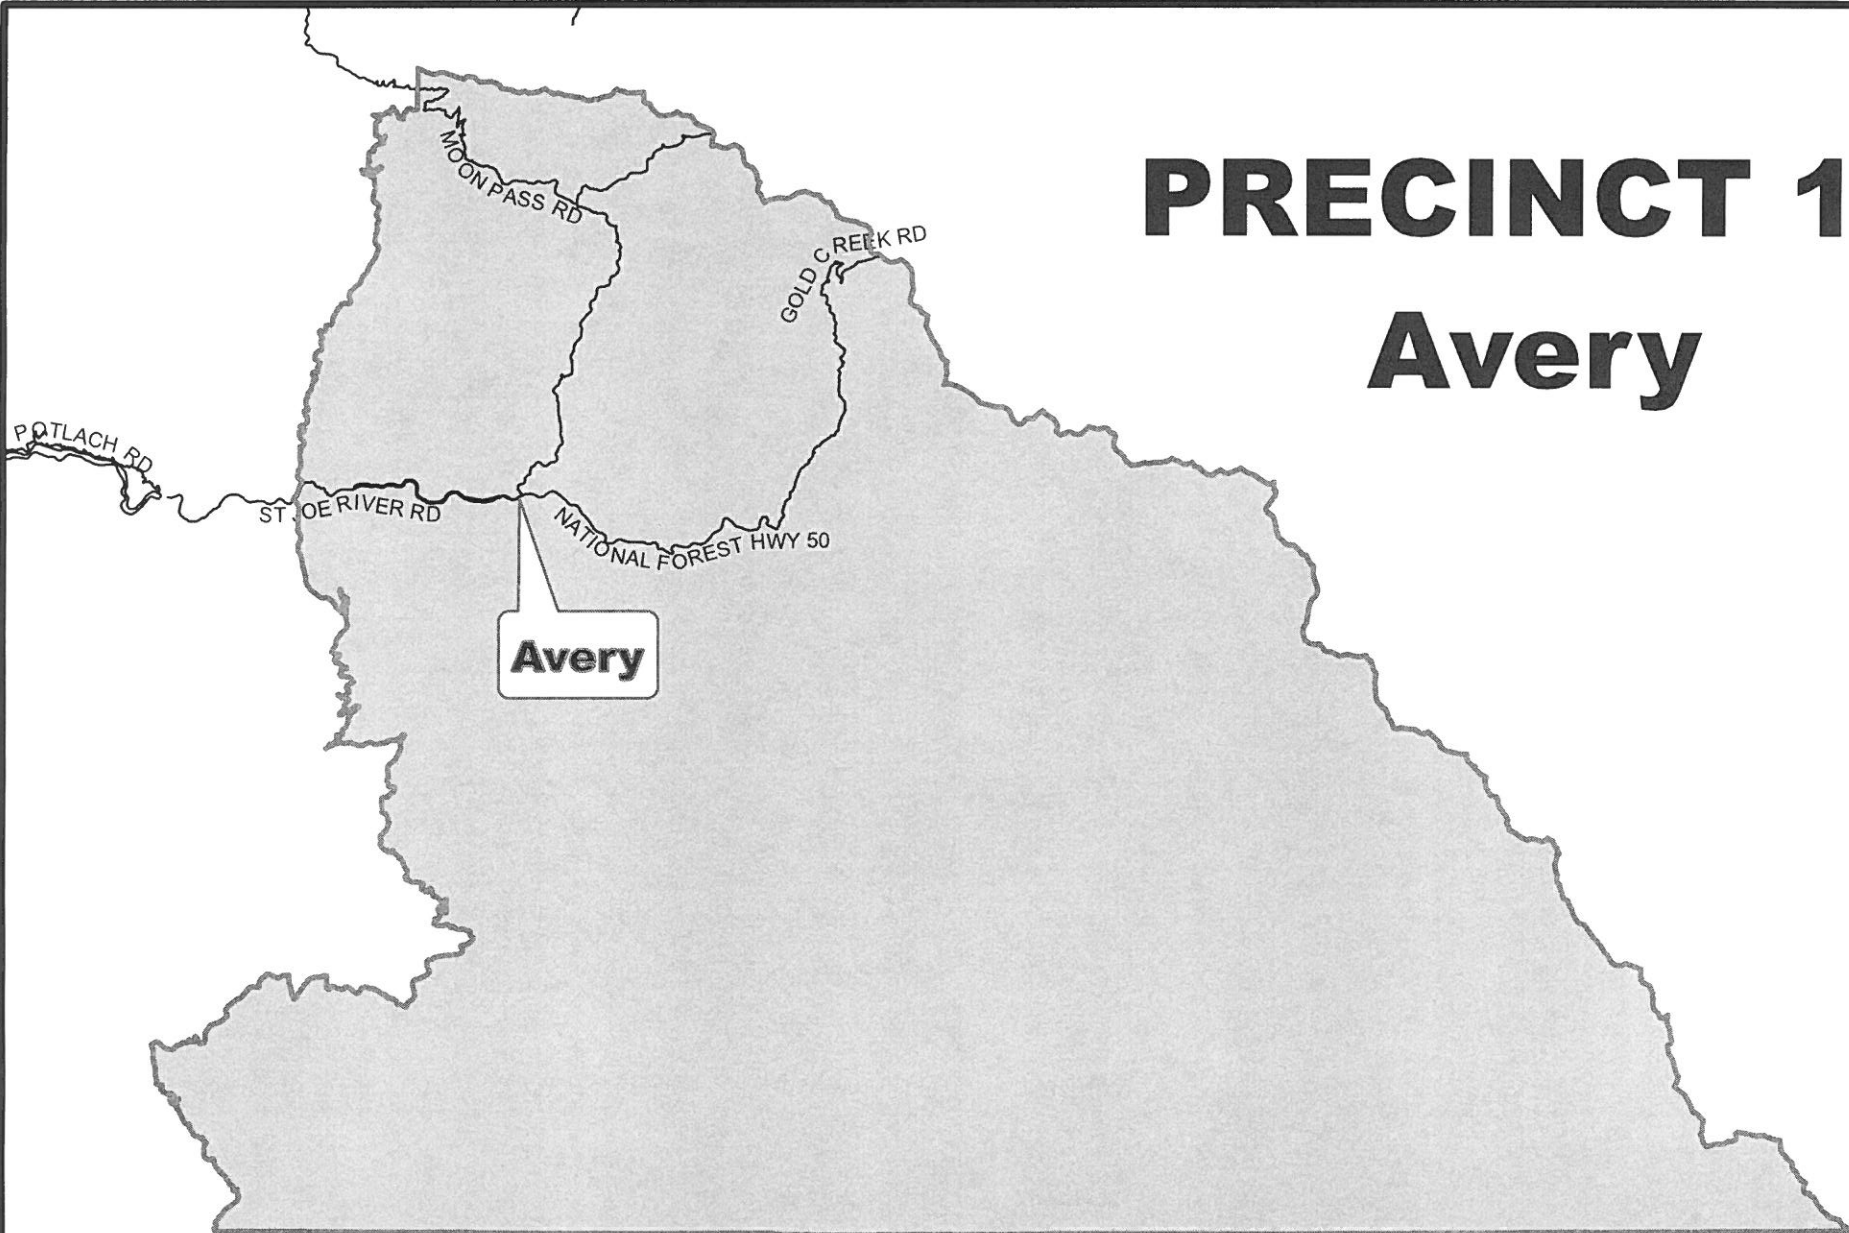 PRECINCT 1
Avery
MOON PASS RD
GOLD CREEK RD
POTLACH RD
ST JOE RIVER RD
NATIONAL FOREST HWY 50
Avery